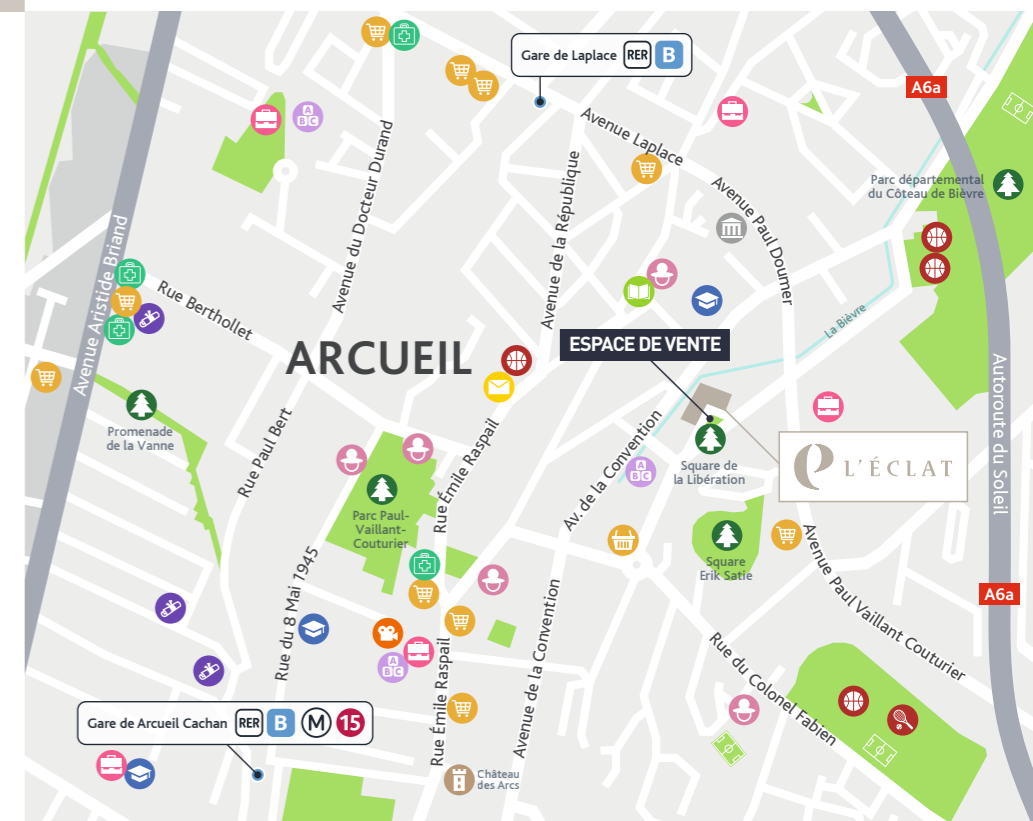 Gare de Laplace RER B
A6a
Avenue Laplace
Avenue du Docteur Durand
Avenue de la République
Avenue Paul Doumer
Parc départemental
du Côteau de Bièvre
Avenue Aristide Briand
Rue Berthollet
La Bièvre
ESPACE DE VENTE
ARCUEIL
Autoroute du Soleil
Promenade
de la Vanne
Rue Paul Bert
Rue Émile Raspail
Av. de la Convention
A
B C
Square de
la Libération
L'ÉCLAT
Parc Paul-
Vaillant-
Couturier
Square
Erik Satie
Avenue Paul Vaillant Couturier
A6a
Rue du 8 Mai 1945
Avenue de la Convention
Rue du Colonel Fabien
A
B C
Rue Émile Raspail
Gare de Arcueil Cachan RER B M 15
Château
des Arcs
A
B C